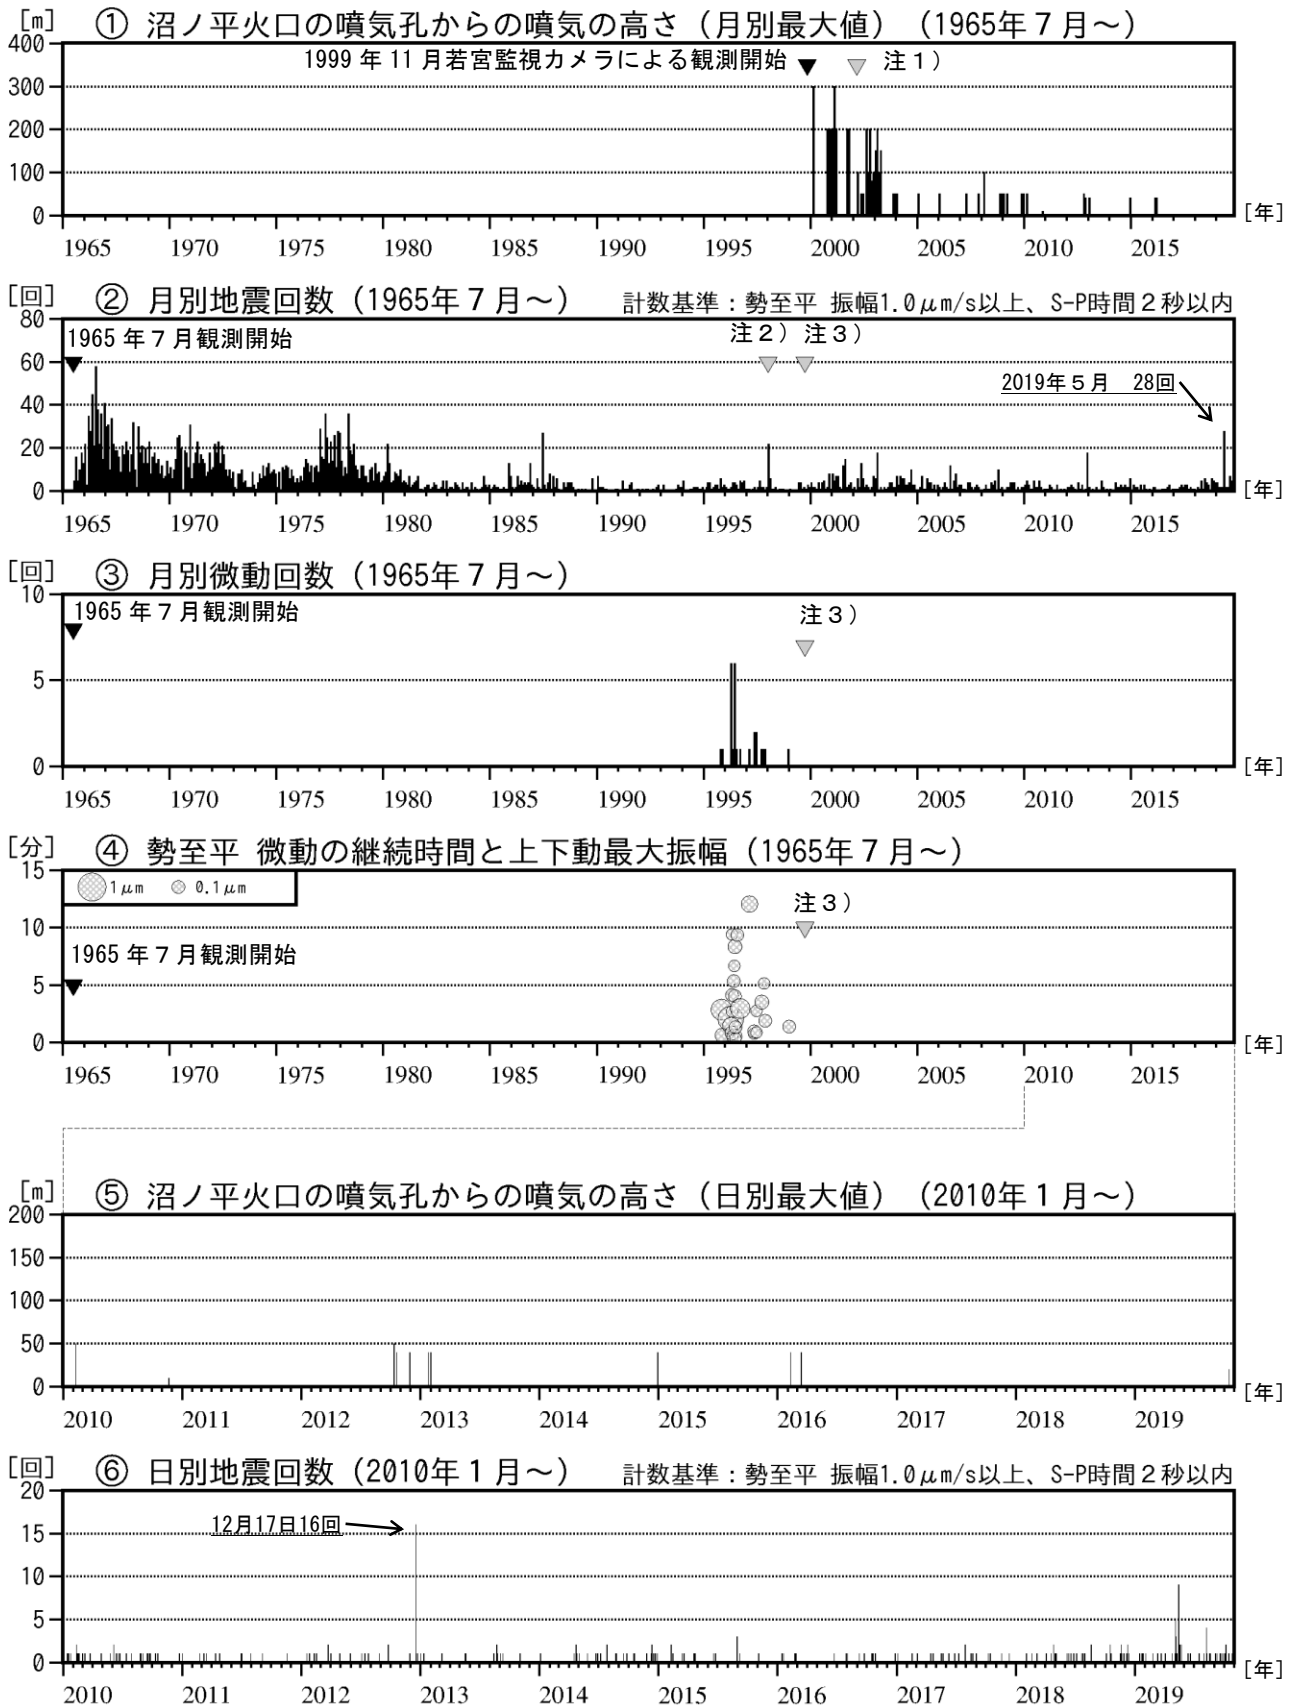 [m] ① 沼ノ平火口の噴気孔からの噴気の高さ（月別最大値）（1965年７月～）
400
1999 年 11 月若宮監視カメラによる観測開始 注１）
300
200
100
0 [年]
1965 1970 1975 1980 1985 1990 1995 2000 2005 2010 2015
[回] ② 月別地震回数（1965年７月～） 計数基準：勢至平 振幅1.0μm/s以上、S-P時間２秒以内
80
1965 年７月観測開始 注２） 注３）
60
2019年５月　28回
40
20
0 [年]
1965 1970 1975 1980 1985 1990 1995 2000 2005 2010 2015
[回] ③ 月別微動回数（1965年７月～）
10
1965 年７月観測開始 注３）
5
0 [年]
1965 1970 1975 1980 1985 1990 1995 2000 2005 2010 2015
[分] ④ 勢至平 微動の継続時間と上下動最大振幅（1965年７月～）
15
1μm 0.1μm
注３）
10
1965 年７月観測開始
5
0 [年]
1965 1970 1975 1980 1985 1990 1995 2000 2005 2010 2015
[m] ⑤ 沼ノ平火口の噴気孔からの噴気の高さ（日別最大値）（2010年１月～）
200
150
100
50
0 [年]
2010 2011 2012 2013 2014 2015 2016 2017 2018 2019
[回] ⑥ 日別地震回数（2010年１月～） 計数基準：勢至平 振幅1.0μm/s以上、S-P時間２秒以内
20
12月17日16回
15
10
5
0 [年]
2010 2011 2012 2013 2014 2015 2016 2017 2018 2019